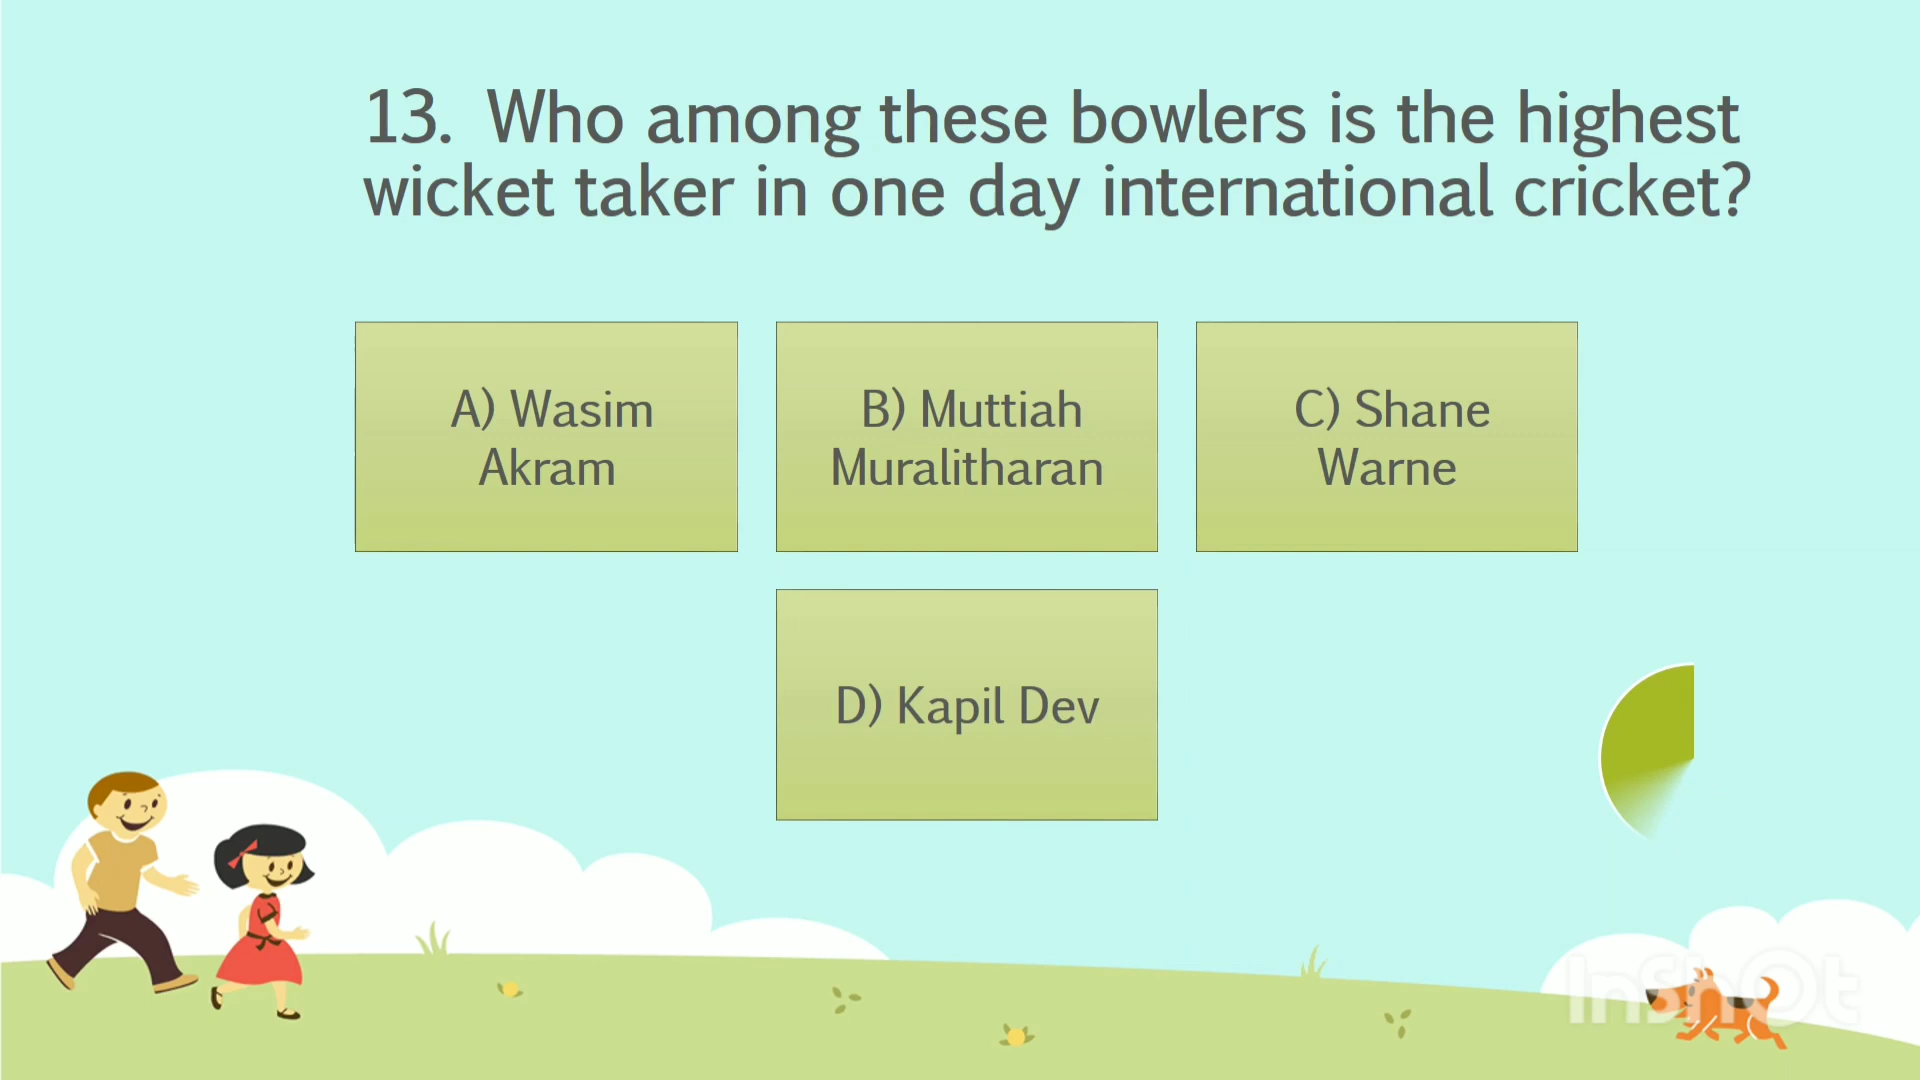 13. Who among these bowlers is the highest
wicket taker in one day international cricket?
A) Wasim
Akram
B) Muttiah
Muralitharan
C) Shane
Warne
D) Kapil Dev
InShOt